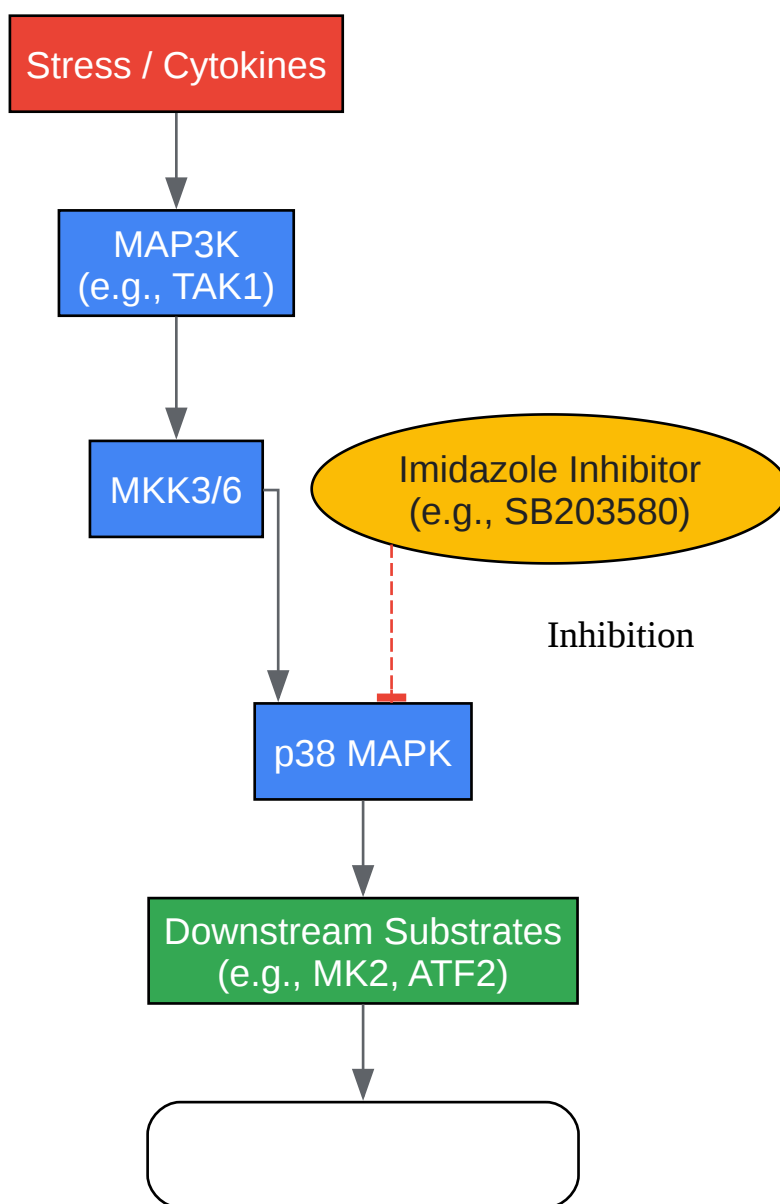 Stress / Cytokines
MAP3K
(e.g., TAK1)
MKK3/6
Imidazole Inhibitor
(e.g., SB203580)
Inhibition
p38 MAPK
Downstream Substrates
(e.g., MK2, ATF2)